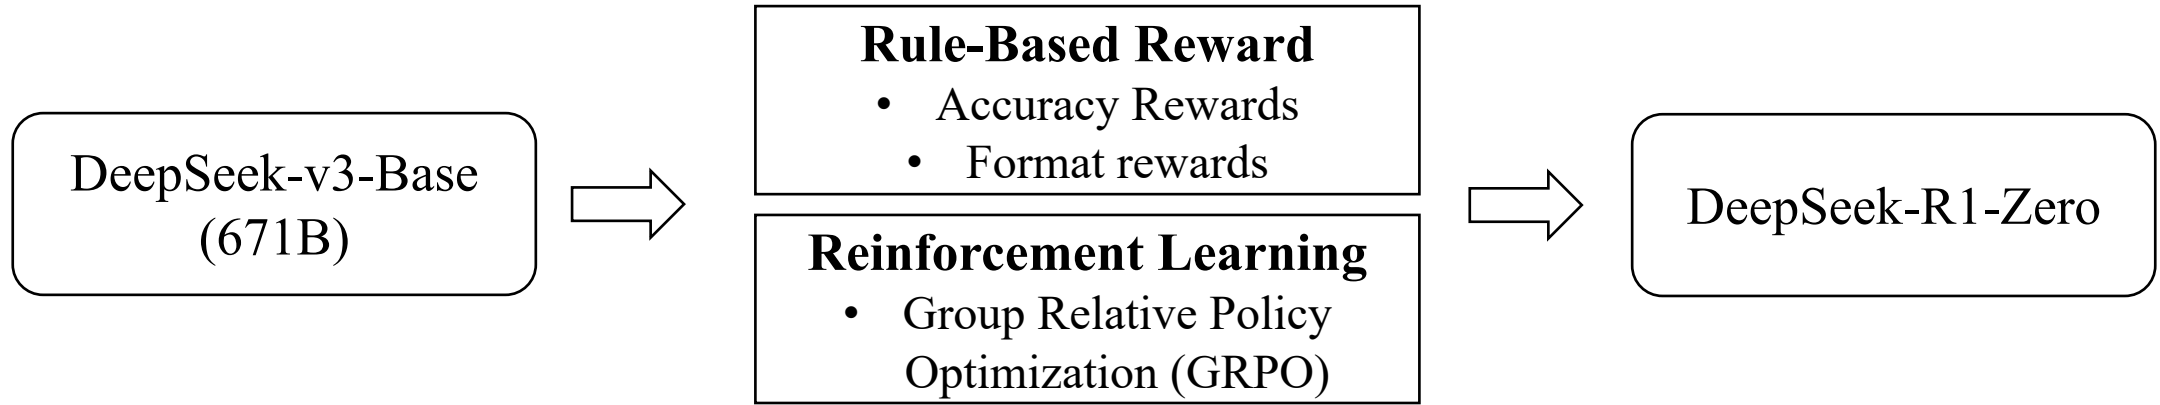 DeepSeek-v3-Base
(671B)
Rule-Based Reward
• Accuracy Rewards
• Format rewards
Reinforcement Learning
• Group Relative Policy
Optimization (GRPO)
DeepSeek-R1-Zero